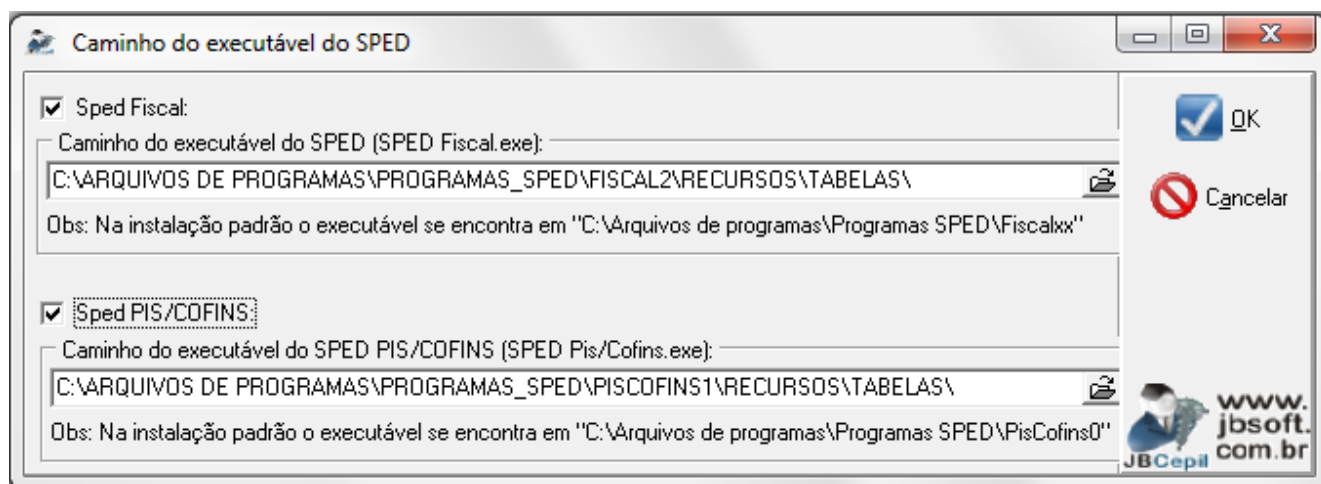 Caminho do executável do SPED
Sped Fiscal:
Caminho do executável do SPED (SPED Fiscal.exe):
C:\ARQUIVOS DE PROGRAMAS\PROGRAMAS_SPED\FISCAL2\RECURSOS\TABELAS\
Obs: Na instalação padrão o executável se encontra em "C:\Arquivos de programas\Programas SPED\Fiscalxx"
Sped PIS/COFINS:
Caminho do executável do SPED PIS/COFINS (SPED Pis/Cofins.exe):
C:\ARQUIVOS DE PROGRAMAS\PROGRAMAS_SPED\PISCOFINS1\RECURSOS\TABELAS\
Obs: Na instalação padrão o executável se encontra em "C:\Arquivos de programas\Programas SPED\PisCofins0"
OK
Cancelar
www.
jbsoft.
com.br
JBCepil